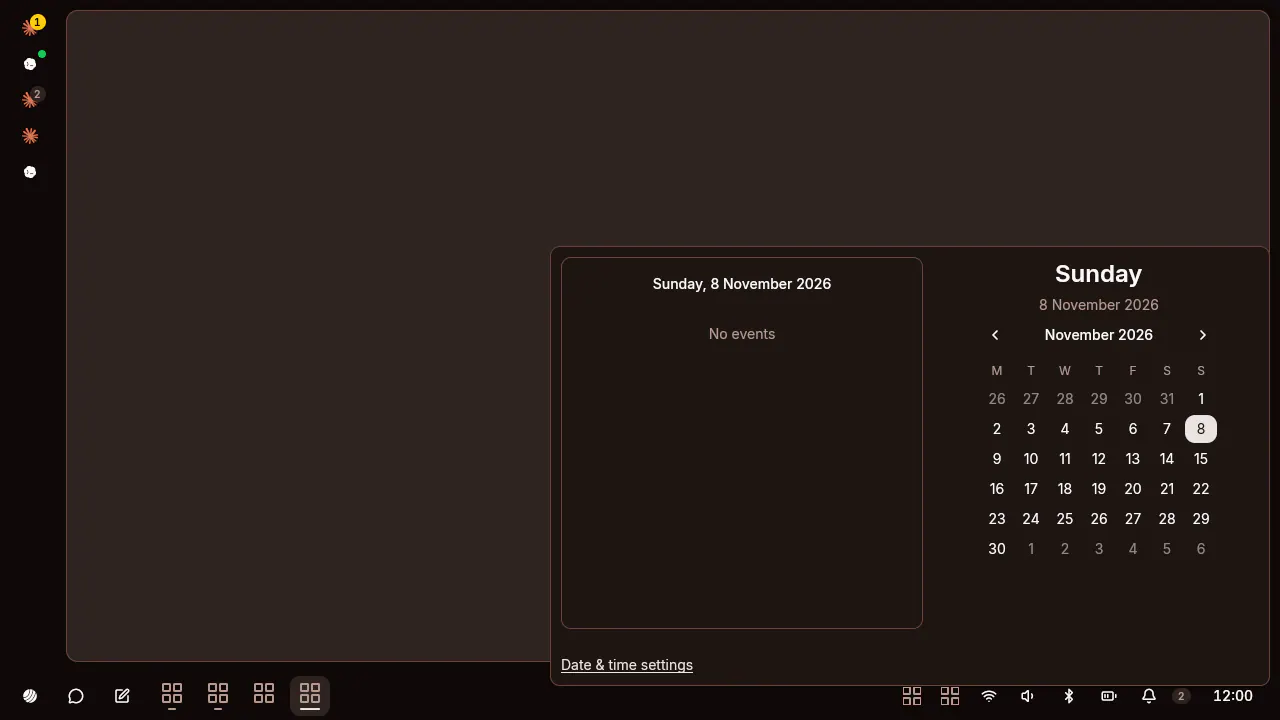 1
2
Sunday, 8 November 2026
No events
Date & time settings
Sunday
8 November 2026
November 2026
M T W T F S S
26 27 28 29 30 31 1
2 3 4 5 6 7 8
9 10 11 12 13 14 15
16 17 18 19 20 21 22
23 24 25 26 27 28 29
30 1 2 3 4 5 6
2
12:00